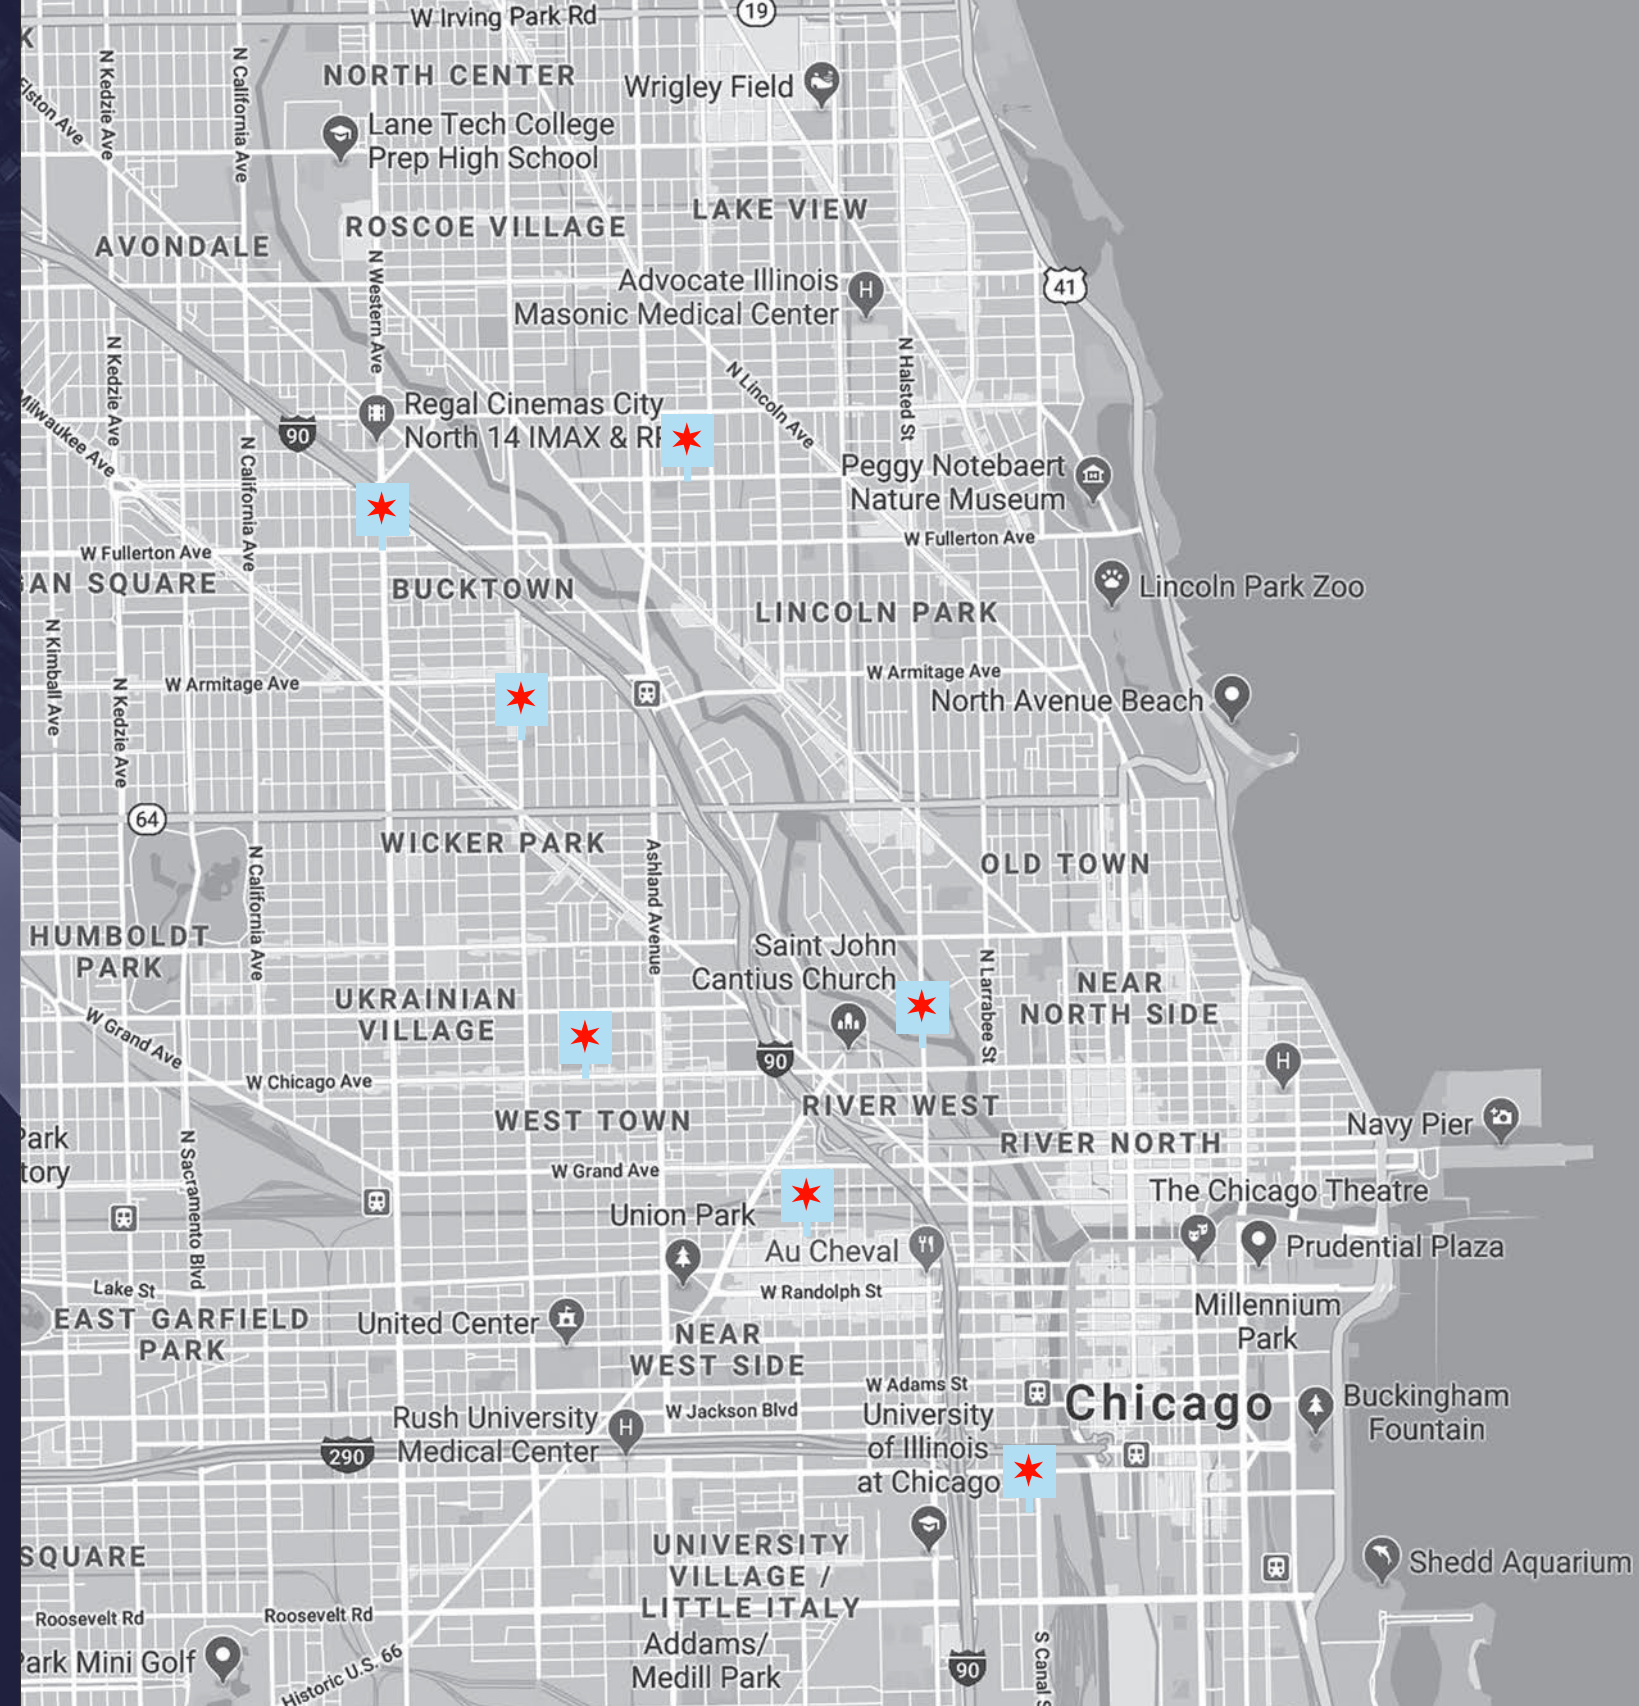 W Irving Park Rd
19
K
N Kedzie Ave
N California Ave
Elston Ave
NORTH CENTER
Wrigley Field
Lane Tech College
Prep High School
LAKE VIEW
ROSCOE VILLAGE
AVONDALE
N Western Ave
Advocate Illinois
Masonic Medical Center
H
41
N Kedzie Ave
N Halsted St
N Lincoln Ave
Milwaukee Ave
Regal Cinemas City
North 14 IMAX &
90
N California Ave
Peggy Notebaert
Nature Museum
W Fullerton Ave
W Fullerton Ave
GAN SQUARE
BUCKTOWN
Lincoln Park Zoo
LINCOLN PARK
N Kimball Ave
N Kedzie Ave
W Armitage Ave
W Armitage Ave
North Avenue Beach
64
WICKER PARK
Ashland Avenue
N California Ave
OLD TOWN
HUMBOLDT
PARK
Saint John
Cantius Church
N Larrabee St
NEAR
NORTH SIDE
UKRAINIAN
VILLAGE
W Grand Ave
90
H
W Chicago Ave
WEST TOWN
RIVER WEST
RIVER NORTH
Navy Pier
Park
tory
N Sacramento Blvd
W Grand Ave
The Chicago Theatre
Union Park
Au Cheval
Prudential Plaza
Lake St
W Randolph St
Millennium
Park
EAST GARFIELD
PARK
United Center
NEAR
WEST SIDE
W Adams St
Chicago
Buckingham
Fountain
Rush University
Medical Center
H
W Jackson Blvd
University
of Illinois
at Chicago
290
SQUARE
UNIVERSITY
VILLAGE /
LITTLE ITALY
Shedd Aquarium
Roosevelt Rd
Roosevelt Rd
Addams/
Medill Park
Park Mini Golf
Historic U.S. 66
90
S Canal S